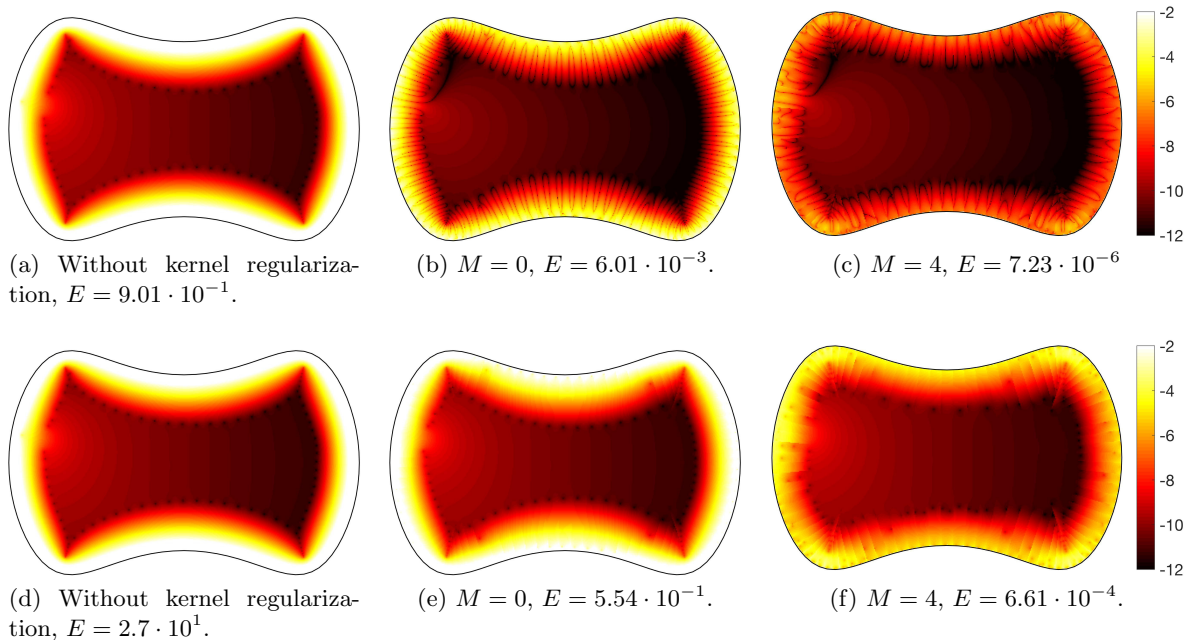 -2
-4
-6
-8
-10
-12
(a) Without kernel regulariza-
tion, E = 9.01 · 10⁻¹.
(b) M = 0, E = 6.01 · 10⁻³.
(c) M = 4, E = 7.23 · 10⁻⁶
-2
-4
-6
-8
-10
-12
(d) Without kernel regulariza-
tion, E = 2.7 · 10¹.
(e) M = 0, E = 5.54 · 10⁻¹.
(f) M = 4, E = 6.61 · 10⁻⁴.